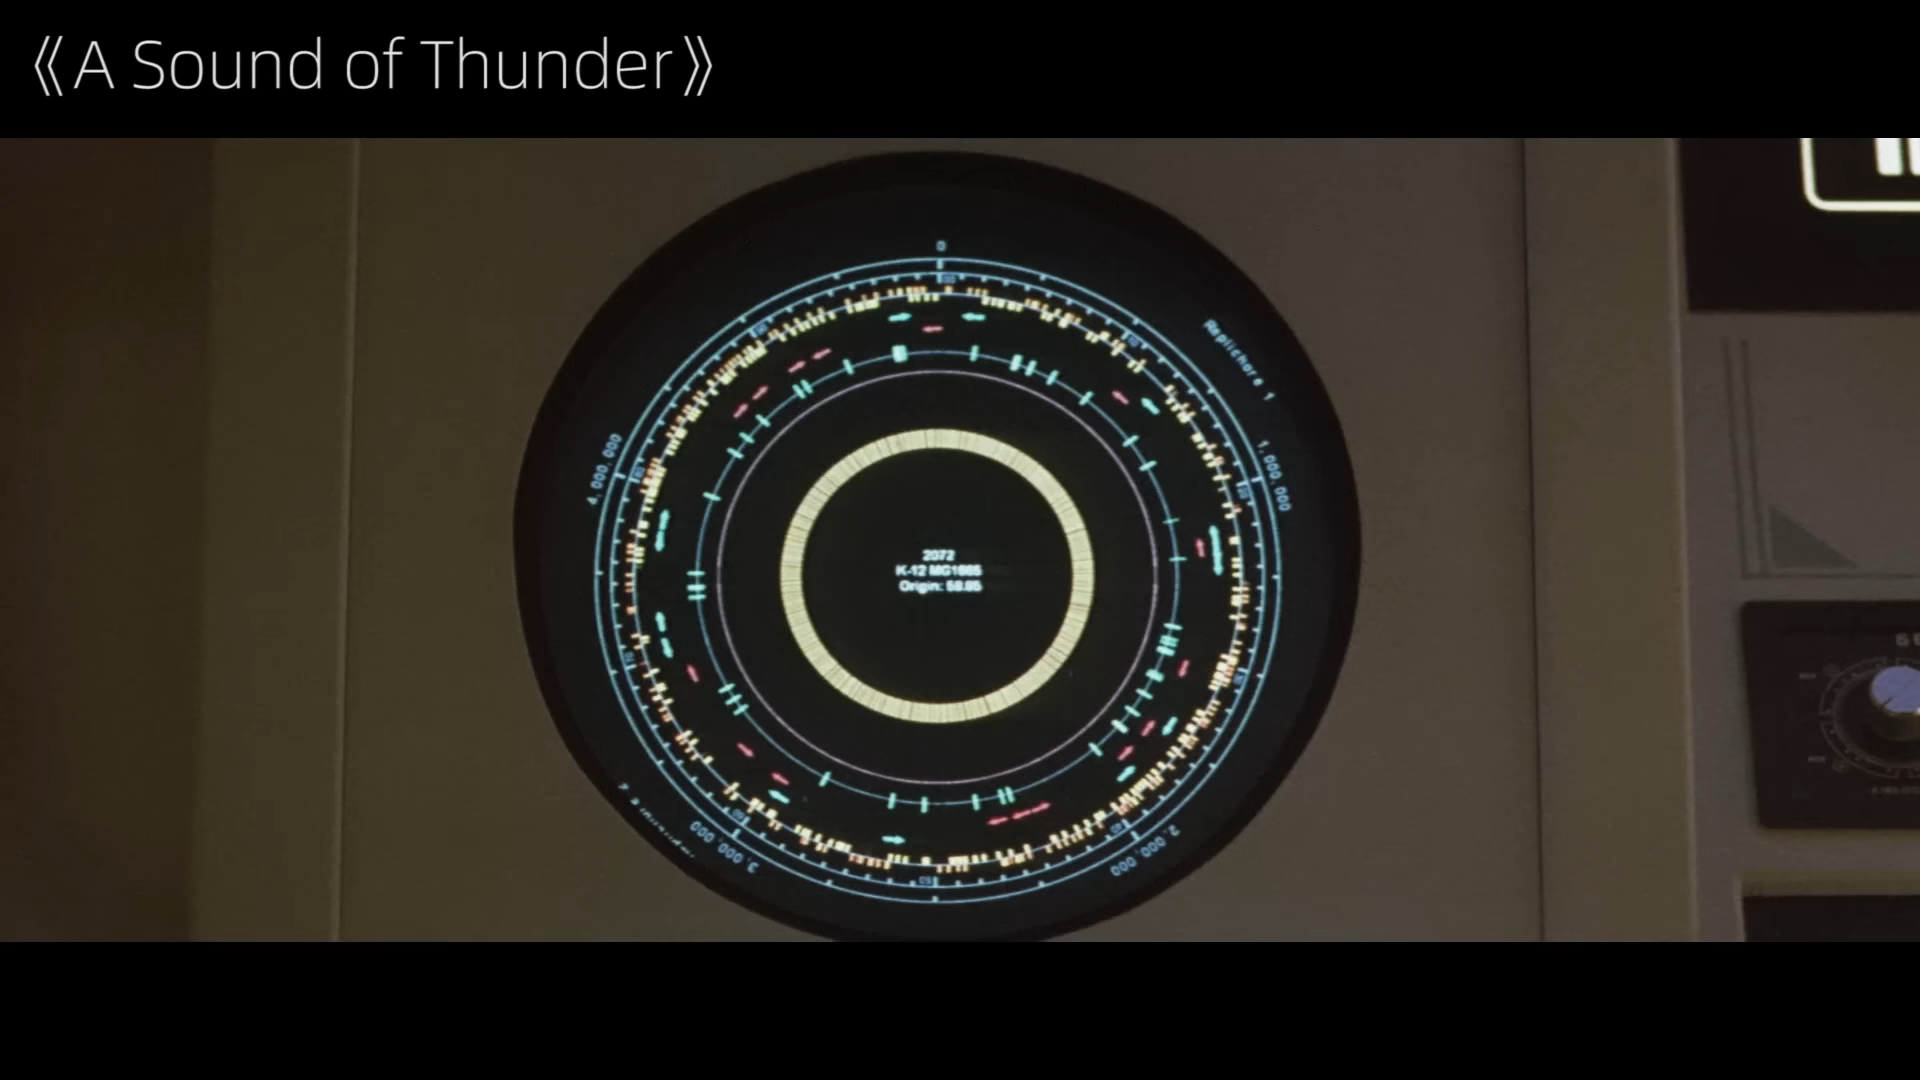 《A Sound of Thunder》
0
Replichore 1
4,000,000
1,000,000
2072
K-12 MG1665
Origin: 58.85
3,000,000
2,000,000